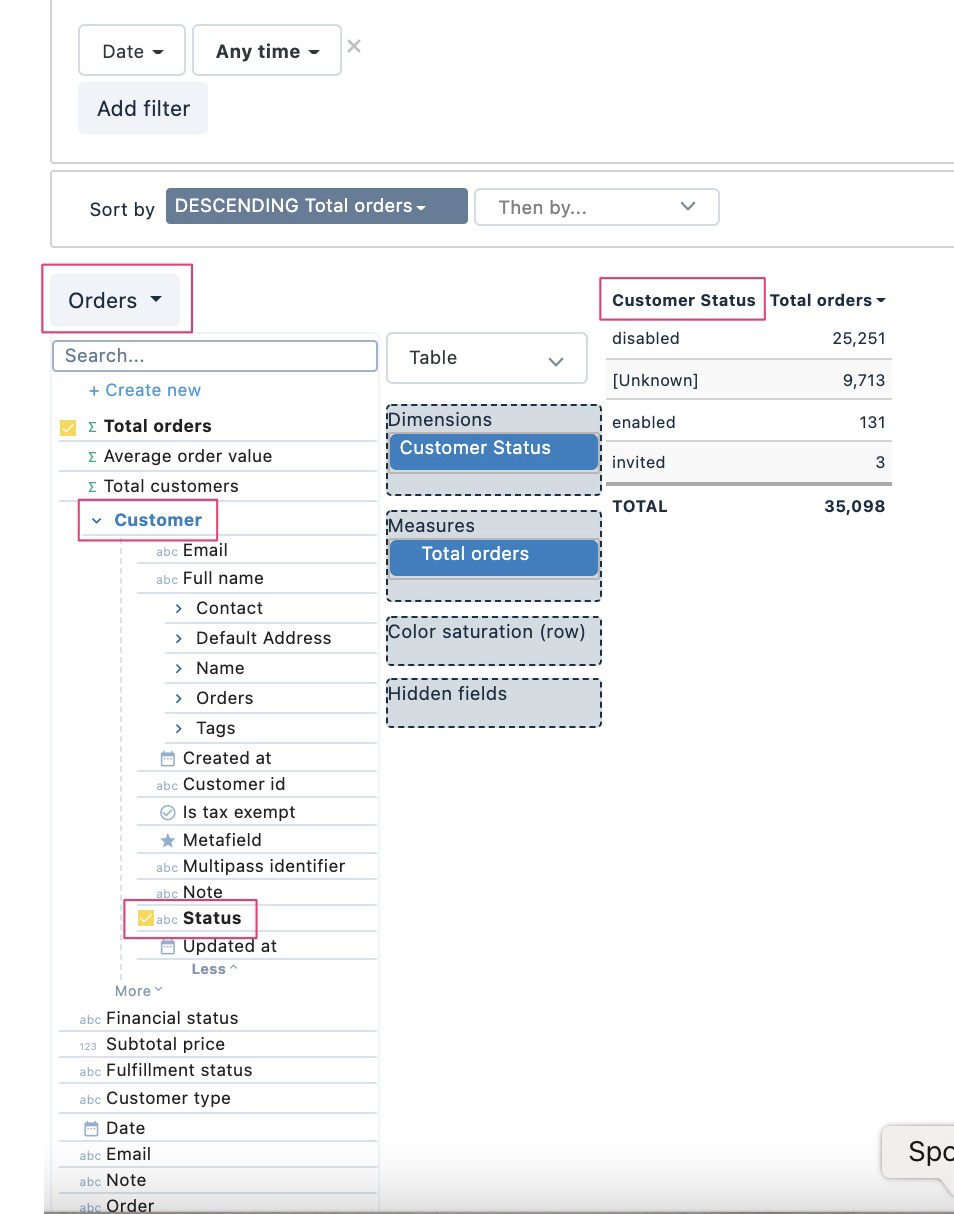 Date
Any time
Add filter
Sort by
DESCENDING Total orders
Then by...
Orders
Search...
+ Create new
Σ Total orders
Σ Average order value
Σ Total customers
Customer
abc Email
abc Full name
Contact
Default Address
Name
Orders
Tags
Created at
abc Customer id
Is tax exempt
Metafield
abc Multipass identifier
abc Note
abc Status
Updated at
Less
More
abc Financial status
123 Subtotal price
abc Fulfillment status
abc Customer type
Date
abc Email
abc Note
abc Order
Table
Dimensions
Customer Status
Measures
Total orders
Color saturation (row)
Hidden fields
Customer Status Total orders
disabled 25,251
[Unknown] 9,713
enabled 131
invited 3
TOTAL 35,098
Spo